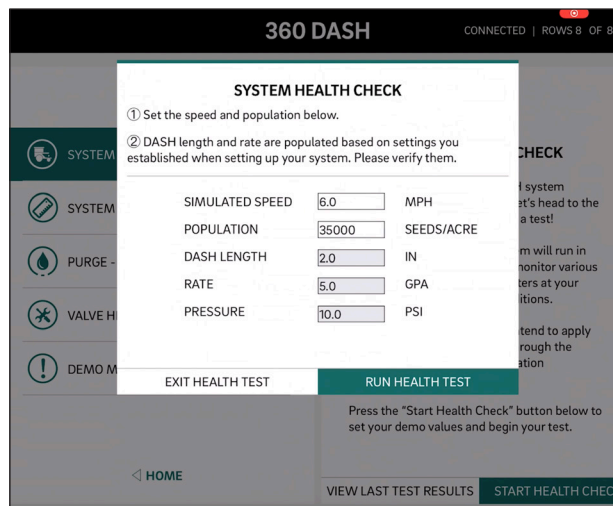 360 DASH
CONNECTED | ROWS 8 OF 8
SYSTEM HEALTH CHECK
① Set the speed and population below.
② DASH length and rate are populated based on settings you
established when setting up your system. Please verify them.
SIMULATED SPEED 6.0 MPH
POPULATION 35000 SEEDS/ACRE
DASH LENGTH 2.0 IN
RATE 5.0 GPA
PRESSURE 10.0 PSI
EXIT HEALTH TEST
RUN HEALTH TEST
SYSTEM
SYSTEM
PURGE -
VALVE H
DEMO M
HOME
CHECK
system
et's head to the
a test!
m will run in
onitor various
ters at your
itions.
tend to apply
rough the
ation
Press the "Start Health Check" button below to
set your demo values and begin your test.
VIEW LAST TEST RESULTS
START HEALTH CHEC